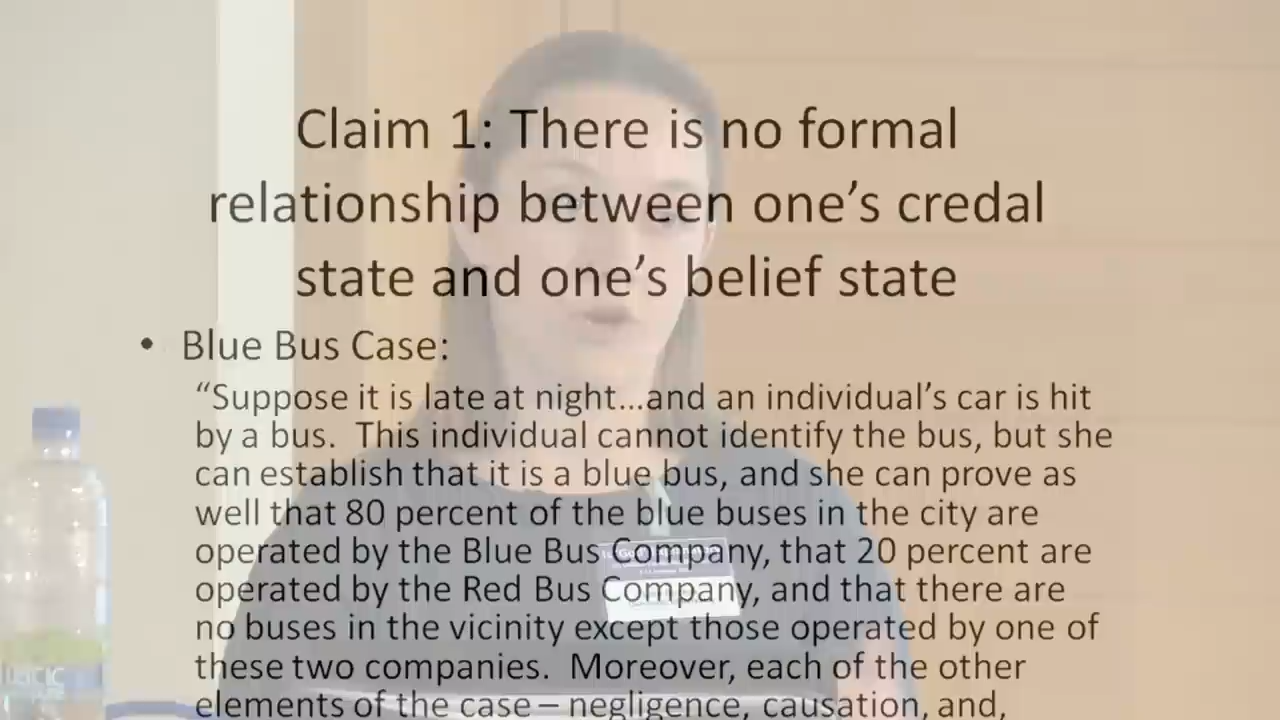 Claim 1: There is no formal
relationship between one’s credal
state and one’s belief state
• Blue Bus Case:
“Suppose it is late at night...and an individual’s car is hit
by a bus. This individual cannot identify the bus, but she
can establish that it is a blue bus, and she can prove as
well that 80 percent of the blue buses in the city are
operated by the Blue Bus Company, that 20 percent are
operated by the Red Bus Company, and that there are
no buses in the vicinity except those operated by one of
these two companies. Moreover, each of the other
elements of the case – negligence, causation, and,